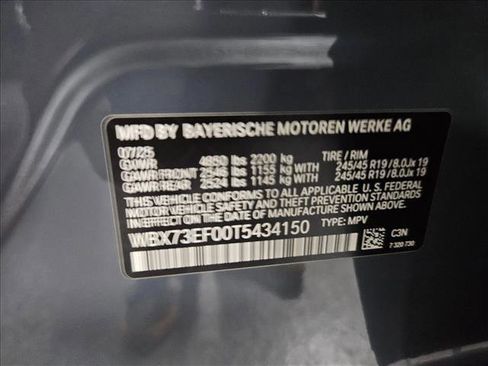 MFD BY BAYERISCHE MOTOREN WERKE AG
07/25 TIRE / RIM
GVWR 4850 lbs 2200 kg
GAWR FRONT 2546 lbs 1155 kg WITH 245/45 R19 / 8.0J x 19
GAWR REAR 2524 lbs 1145 kg WITH 245/45 R19 / 8.0J x 19
THIS VEHICLE CONFORMS TO ALL APPLICABLE U. S. FEDERAL
MOTOR VEHICLE SAFETY STANDARDS IN EFFECT ON THE
DATE OF MANUFACTURE SHOWN ABOVE.
WBX73EF00T5434150 TYPE: MPV
C3N
7 320 730